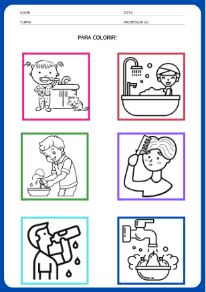 NOME: DATA:
TURMA: PROFESSOR (A):
PARA COLORIR!